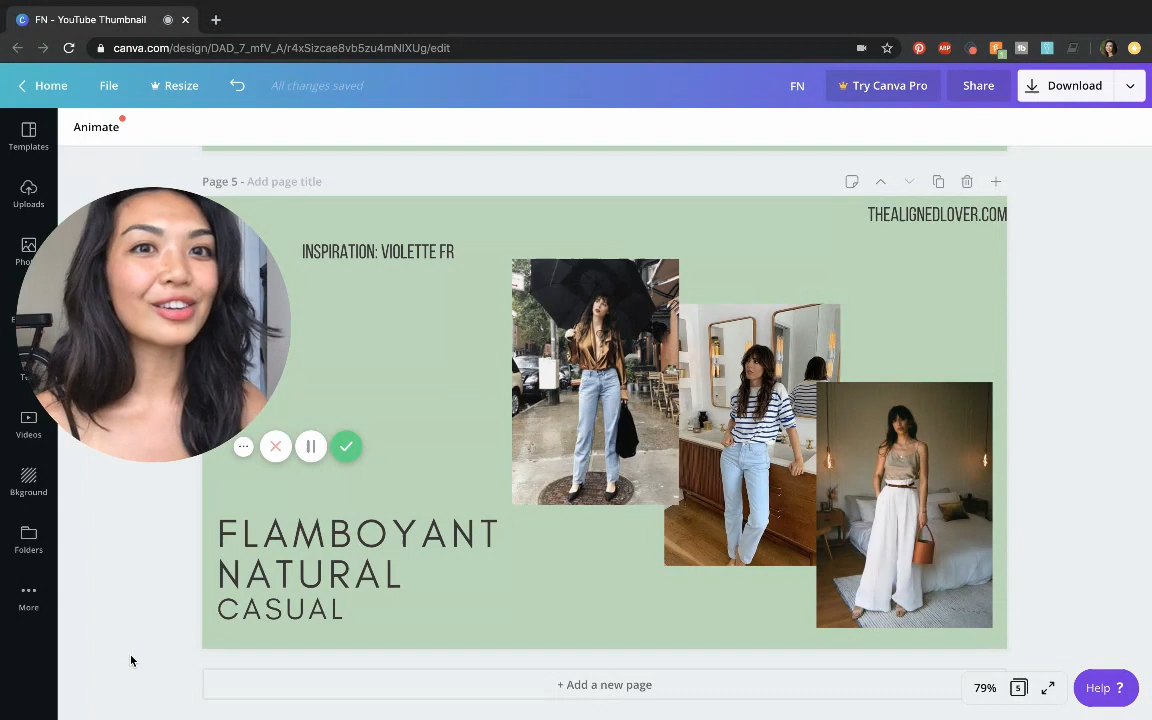 FN - YouTube Thumbnail
canva.com/design/DAD_7_mfV_A/r4xSizcae8vb5zu4mNIXUg/edit
Home
File
Resize
All changes saved
FN
Try Canva Pro
Share
Download
Animate
Templates
Uploads
Videos
Bkground
Folders
More
Page 5 - Add page title
THEALIGNEDLOVER.COM
INSPIRATION: VIOLETTE FR
FLAMBOYANT
NATURAL
CASUAL
+ Add a new page
79%
5
Help ?